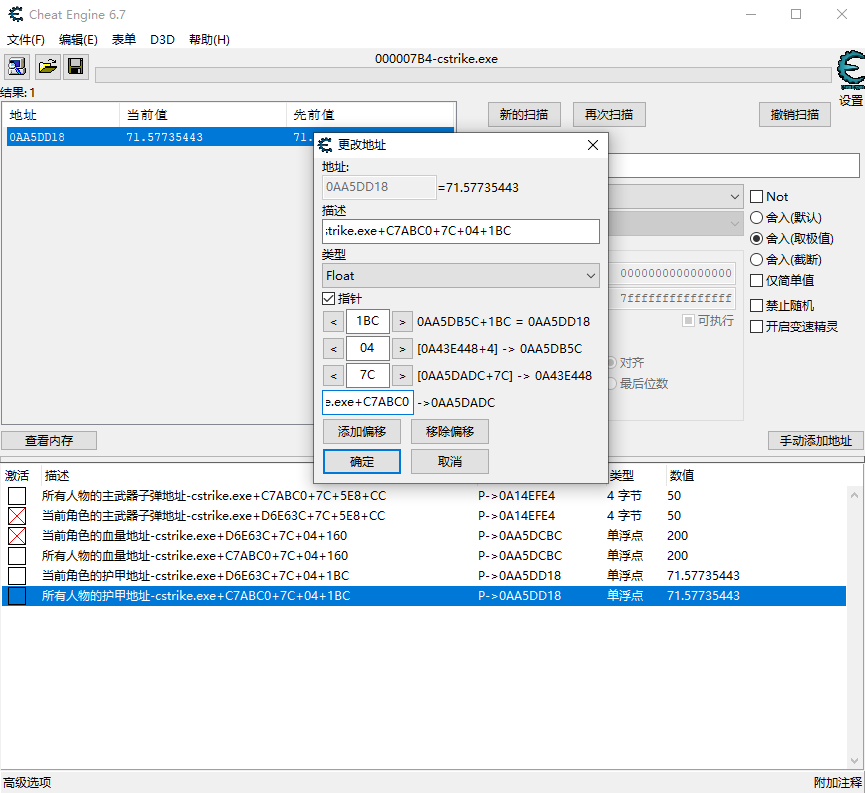 Cheat Engine 6.7
文件(F) 编辑(E) 表单 D3D 帮助(H)
000007B4-cstrike.exe
设置
结果: 1
地址 当前值 先前值
0AA5DD18 71.57735443 71.
新的扫描 再次扫描 撤销扫描
更改地址
地址:
0AA5DD18 =71.57735443
描述
:trike.exe+C7ABC0+7C+04+1BC
类型
Float
指针
< 1BC > 0AA5DB5C+1BC = 0AA5DD18
< 04 > [0A43E448+4] -> 0AA5DB5C
< 7C > [0AA5DADC+7C] -> 0A43E448
e.exe+C7ABC0 ->0AA5DADC
添加偏移 移除偏移
确定 取消
Not
舍入(默认)
舍入(取极值)
舍入(截断)
仅简单值
禁止随机
开启变速精灵
0000000000000000
7fffffffffffffff
可执行
对齐
最后位数
查看内存 手动添加地址
激活 描述 类型 数值
所有人物的主武器子弹地址-cstrike.exe+C7ABC0+7C+5E8+CC P->0A14EFE4 4 字节 50
当前角色的主武器子弹地址-cstrike.exe+D6E63C+7C+5E8+CC P->0A14EFE4 4 字节 50
当前角色的血量地址-cstrike.exe+D6E63C+7C+04+160 P->0AA5DCBC 单浮点 200
所有人物的血量地址-cstrike.exe+C7ABC0+7C+04+160 P->0AA5DCBC 单浮点 200
当前角色的护甲地址-cstrike.exe+D6E63C+7C+04+1BC P->0AA5DD18 单浮点 71.57735443
所有人物的护甲地址-cstrike.exe+C7ABC0+7C+04+1BC P->0AA5DD18 单浮点 71.57735443
高级选项 附加注释